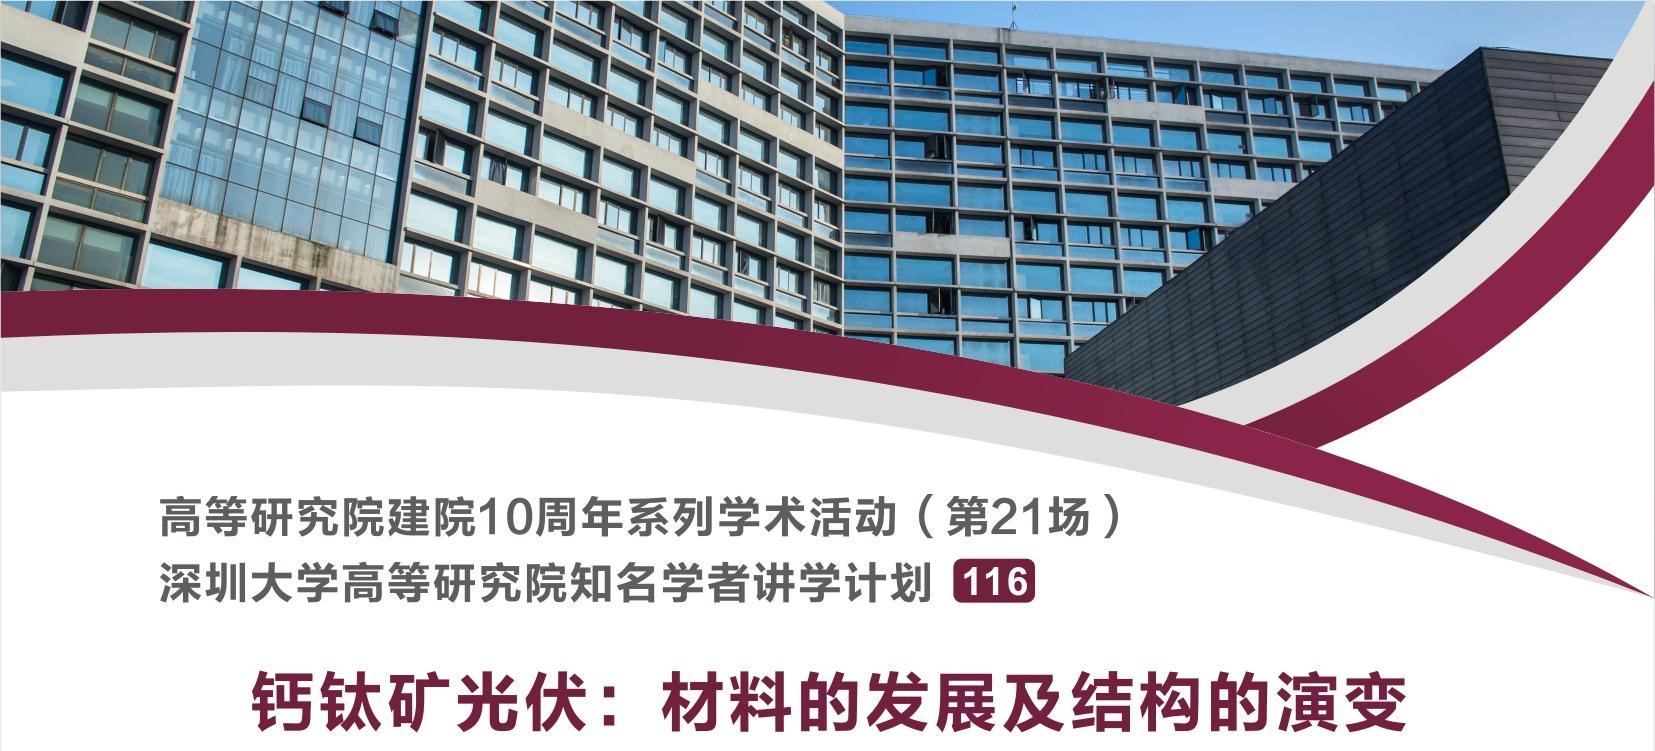 高等研究院建院10周年系列学术活动（第21场）
深圳大学高等研究院知名学者讲学计划 116
钙钛矿光伏：材料的发展及结构的演变